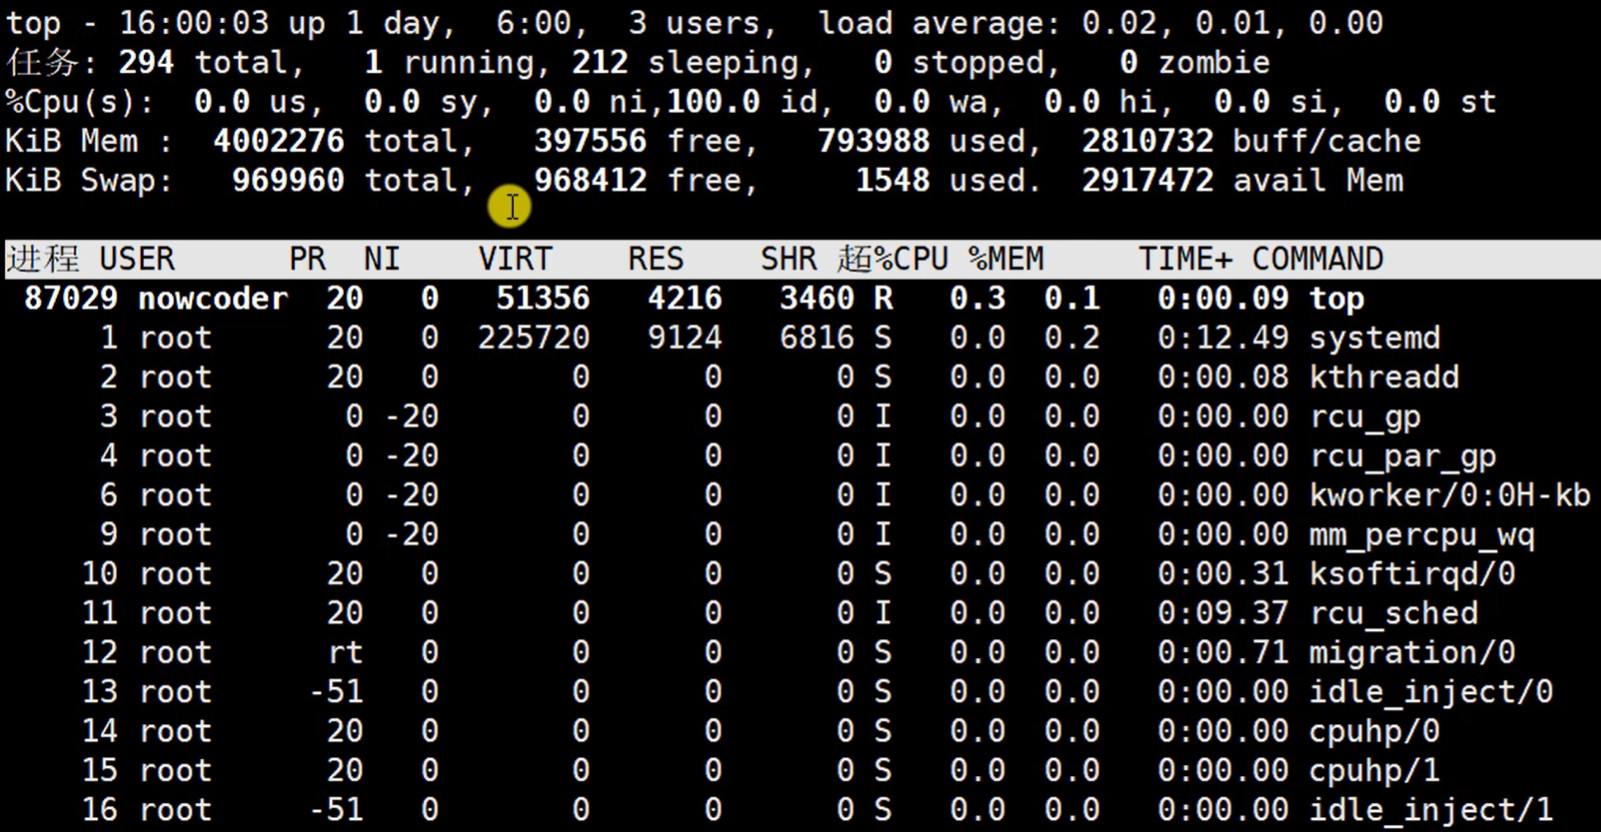 top - 16:00:03 up 1 day,  6:00,  3 users,  load average: 0.02, 0.01, 0.00
任务: 294 total,   1 running, 212 sleeping,   0 stopped,   0 zombie
%Cpu(s):  0.0 us,  0.0 sy,  0.0 ni,100.0 id,  0.0 wa,  0.0 hi,  0.0 si,  0.0 st
KiB Mem :  4002276 total,   397556 free,   793988 used,  2810732 buff/cache
KiB Swap:   969960 total,   968412 free,     1548 used.  2917472 avail Mem
进程 USER      PR  NI    VIRT    RES    SHR %CPU %MEM     TIME+ COMMAND
87029 nowcoder  20   0   51356   4216   3460 R   0.3  0.1   0:00.09 top
1 root      20   0  225720   9124   6816 S   0.0  0.2   0:12.49 systemd
2 root      20   0       0      0      0 S   0.0  0.0   0:00.08 kthreadd
3 root       0 -20       0      0      0 I   0.0  0.0   0:00.00 rcu_gp
4 root       0 -20       0      0      0 I   0.0  0.0   0:00.00 rcu_par_gp
6 root       0 -20       0      0      0 I   0.0  0.0   0:00.00 kworker/0:0H-kb
9 root       0 -20       0      0      0 I   0.0  0.0   0:00.00 mm_percpu_wq
10 root      20   0       0      0      0 S   0.0  0.0   0:00.31 ksoftirqd/0
11 root      20   0       0      0      0 I   0.0  0.0   0:09.37 rcu_sched
12 root      rt   0       0      0      0 S   0.0  0.0   0:00.71 migration/0
13 root     -51   0       0      0      0 S   0.0  0.0   0:00.00 idle_inject/0
14 root      20   0       0      0      0 S   0.0  0.0   0:00.00 cpuhp/0
15 root      20   0       0      0      0 S   0.0  0.0   0:00.00 cpuhp/1
16 root     -51   0       0      0      0 S   0.0  0.0   0:00.00 idle_inject/1